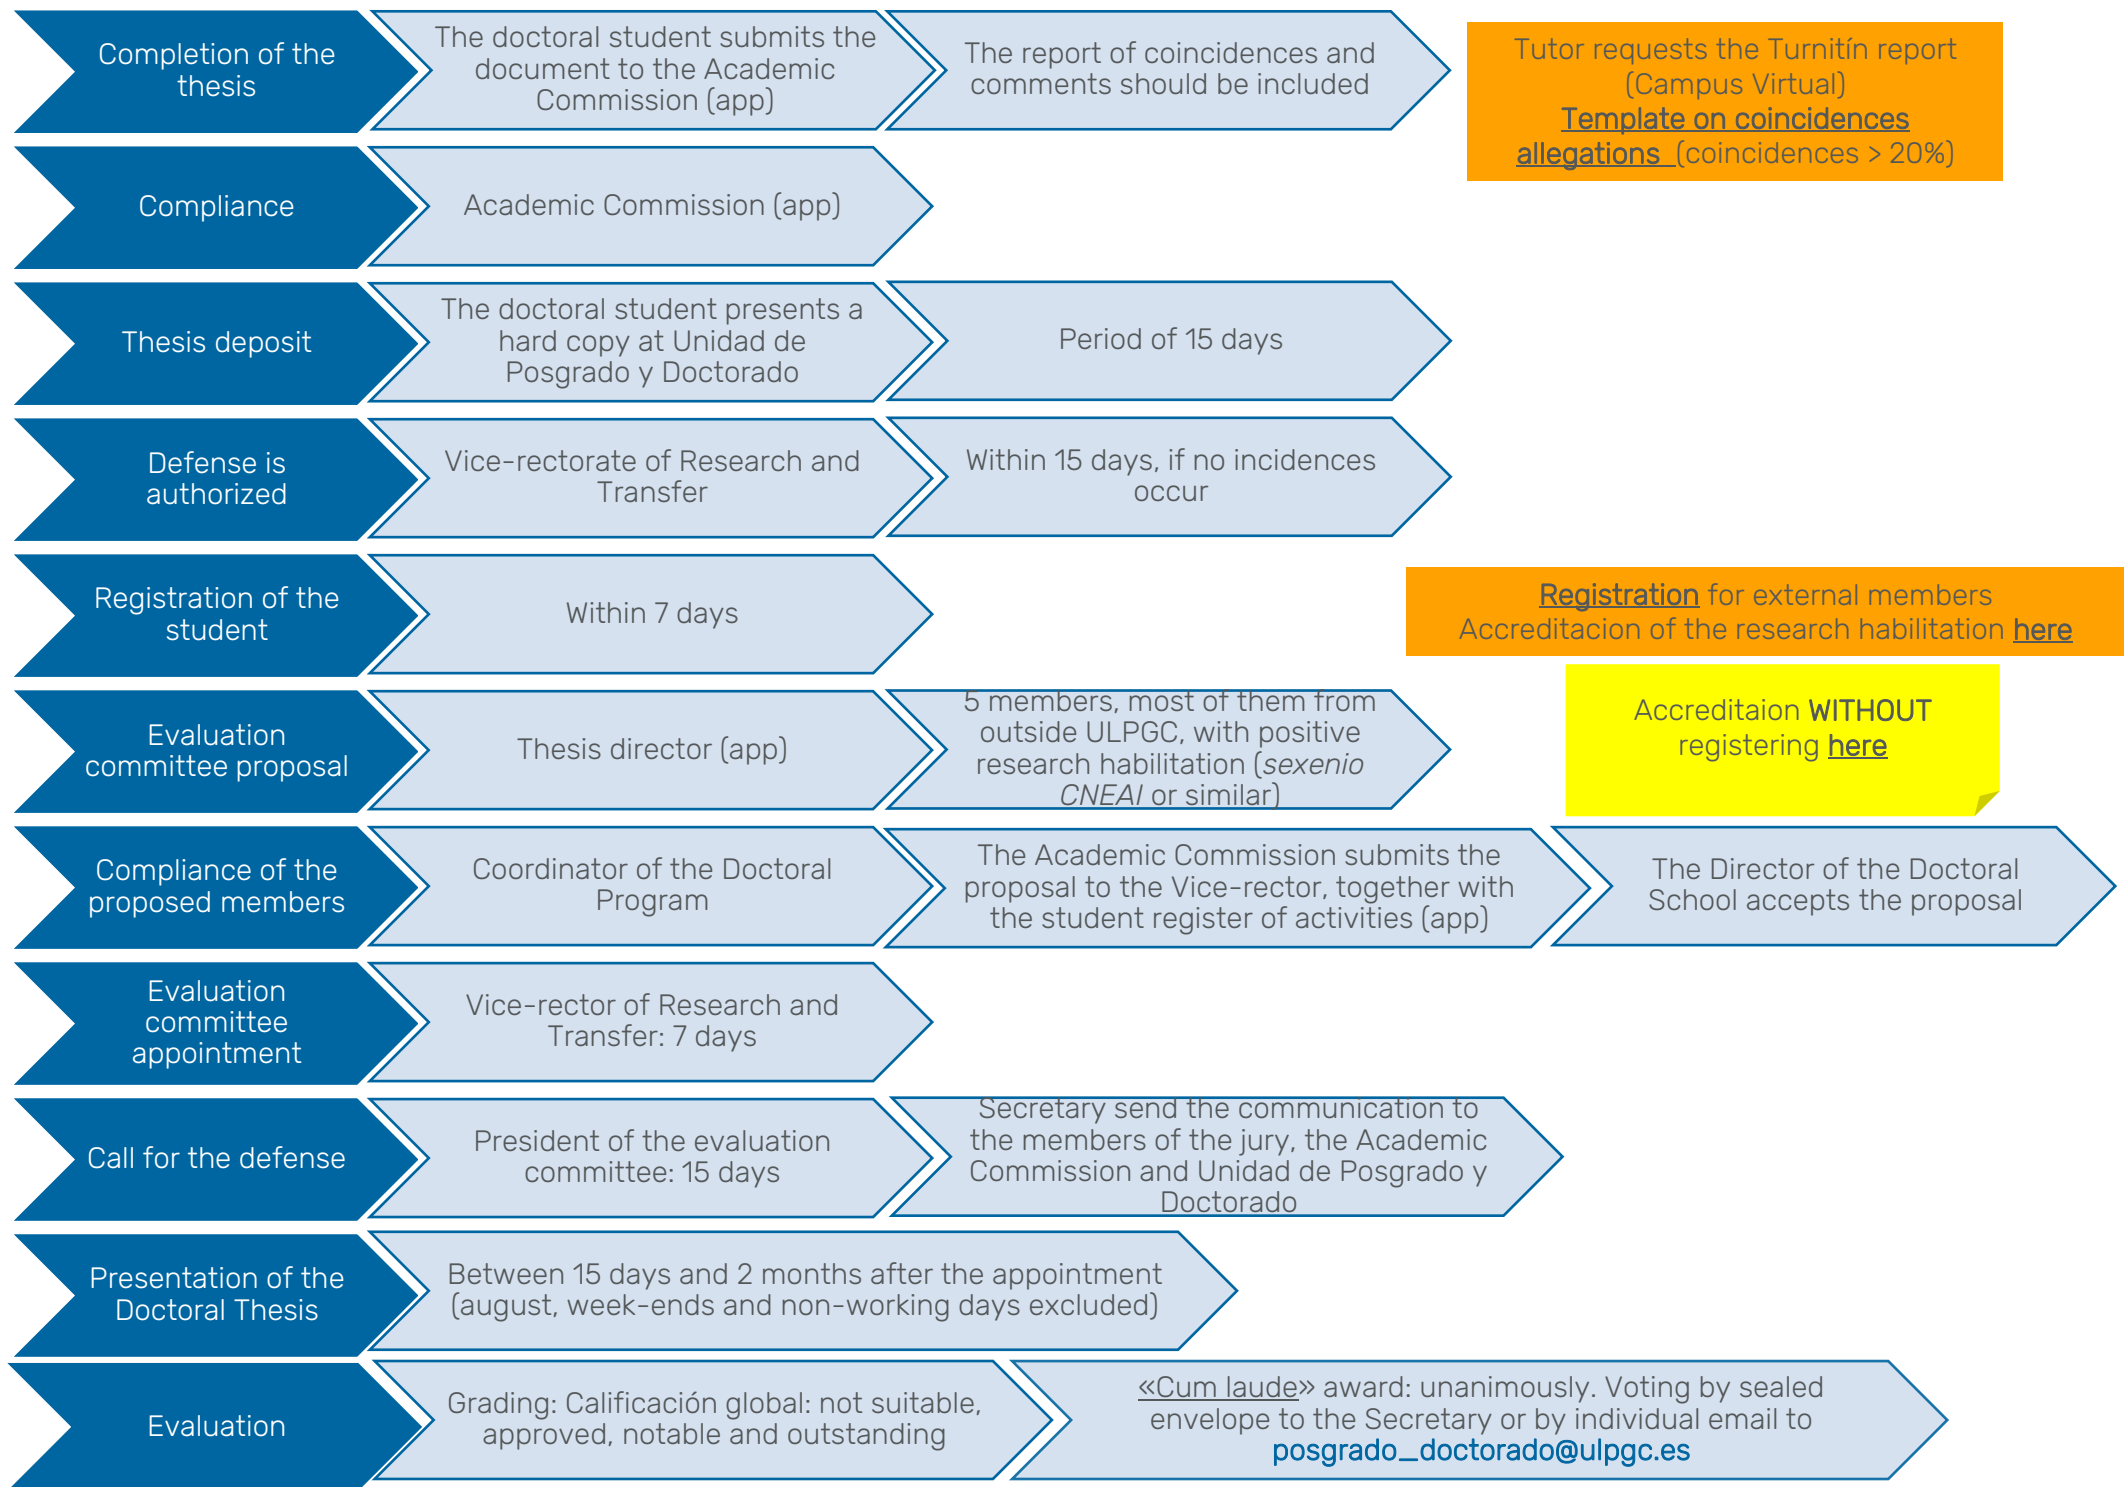 Completion of the
thesis
The doctoral student submits the
document to the Academic
Commission (app)
The report of coincidences and
comments should be included
Tutor requests the Turnitín report
(Campus Virtual)
Template on coincidences
allegations (coincidences > 20%)
Compliance
Academic Commission (app)
Thesis deposit
The doctoral student presents a
hard copy at Unidad de
Posgrado y Doctorado
Period of 15 days
Defense is
authorized
Vice-rectorate of Research and
Transfer
Within 15 days, if no incidences
occur
Registration of the
student
Within 7 days
Registration for external members
Accreditacion of the research habilitation here
Evaluation
committee proposal
Thesis director (app)
5 members, most of them from
outside ULPGC, with positive
research habilitation (sexenio
CNEAI or similar)
Accreditaion WITHOUT
registering here
Compliance of the
proposed members
Coordinator of the Doctoral
Program
The Academic Commission submits the
proposal to the Vice-rector, together with
the student register of activities (app)
The Director of the Doctoral
School accepts the proposal
Evaluation
committee
appointment
Vice-rector of Research and
Transfer: 7 days
Call for the defense
President of the evaluation
committee: 15 days
Secretary send the communication to
the members of the jury, the Academic
Commission and Unidad de Posgrado y
Doctorado
Presentation of the
Doctoral Thesis
Between 15 days and 2 months after the appointment
(august, week-ends and non-working days excluded)
Evaluation
Grading: Calificación global: not suitable,
approved, notable and outstanding
«Cum laude» award: unanimously. Voting by sealed
envelope to the Secretary or by individual email to
posgrado_doctorado@ulpgc.es